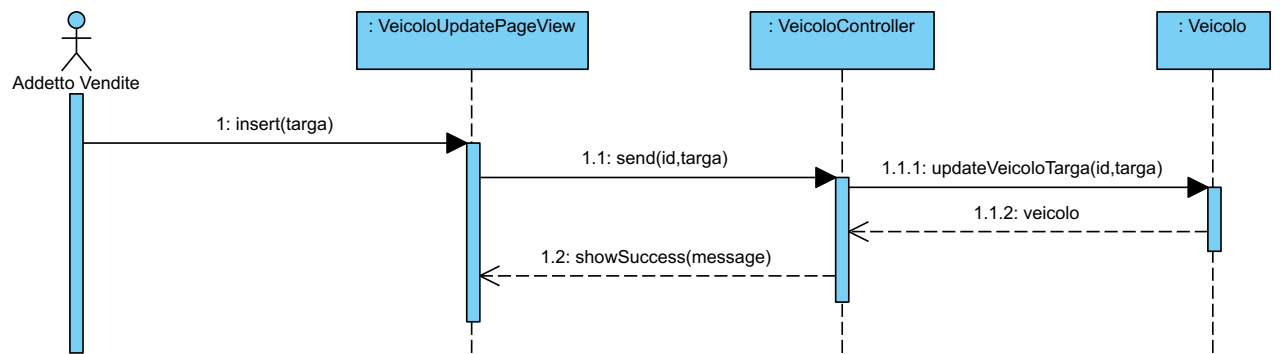 : VeicoloUpdatePageView
: VeicoloController
: Veicolo
Addetto Vendite
1: insert(targa)
1.1: send(id,targa)
1.1.1: updateVeicoloTarga(id,targa)
1.1.2: veicolo
1.2: showSuccess(message)